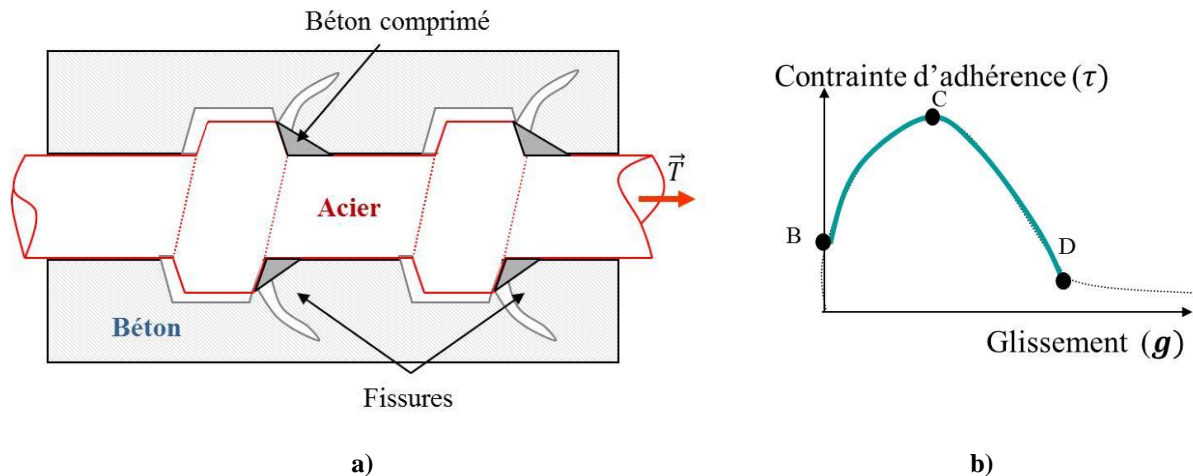 Béton comprimé
T
Acier
Béton
Fissures
a)
Contrainte d'adhérence (τ)
C
B
D
Glissement (g)
b)